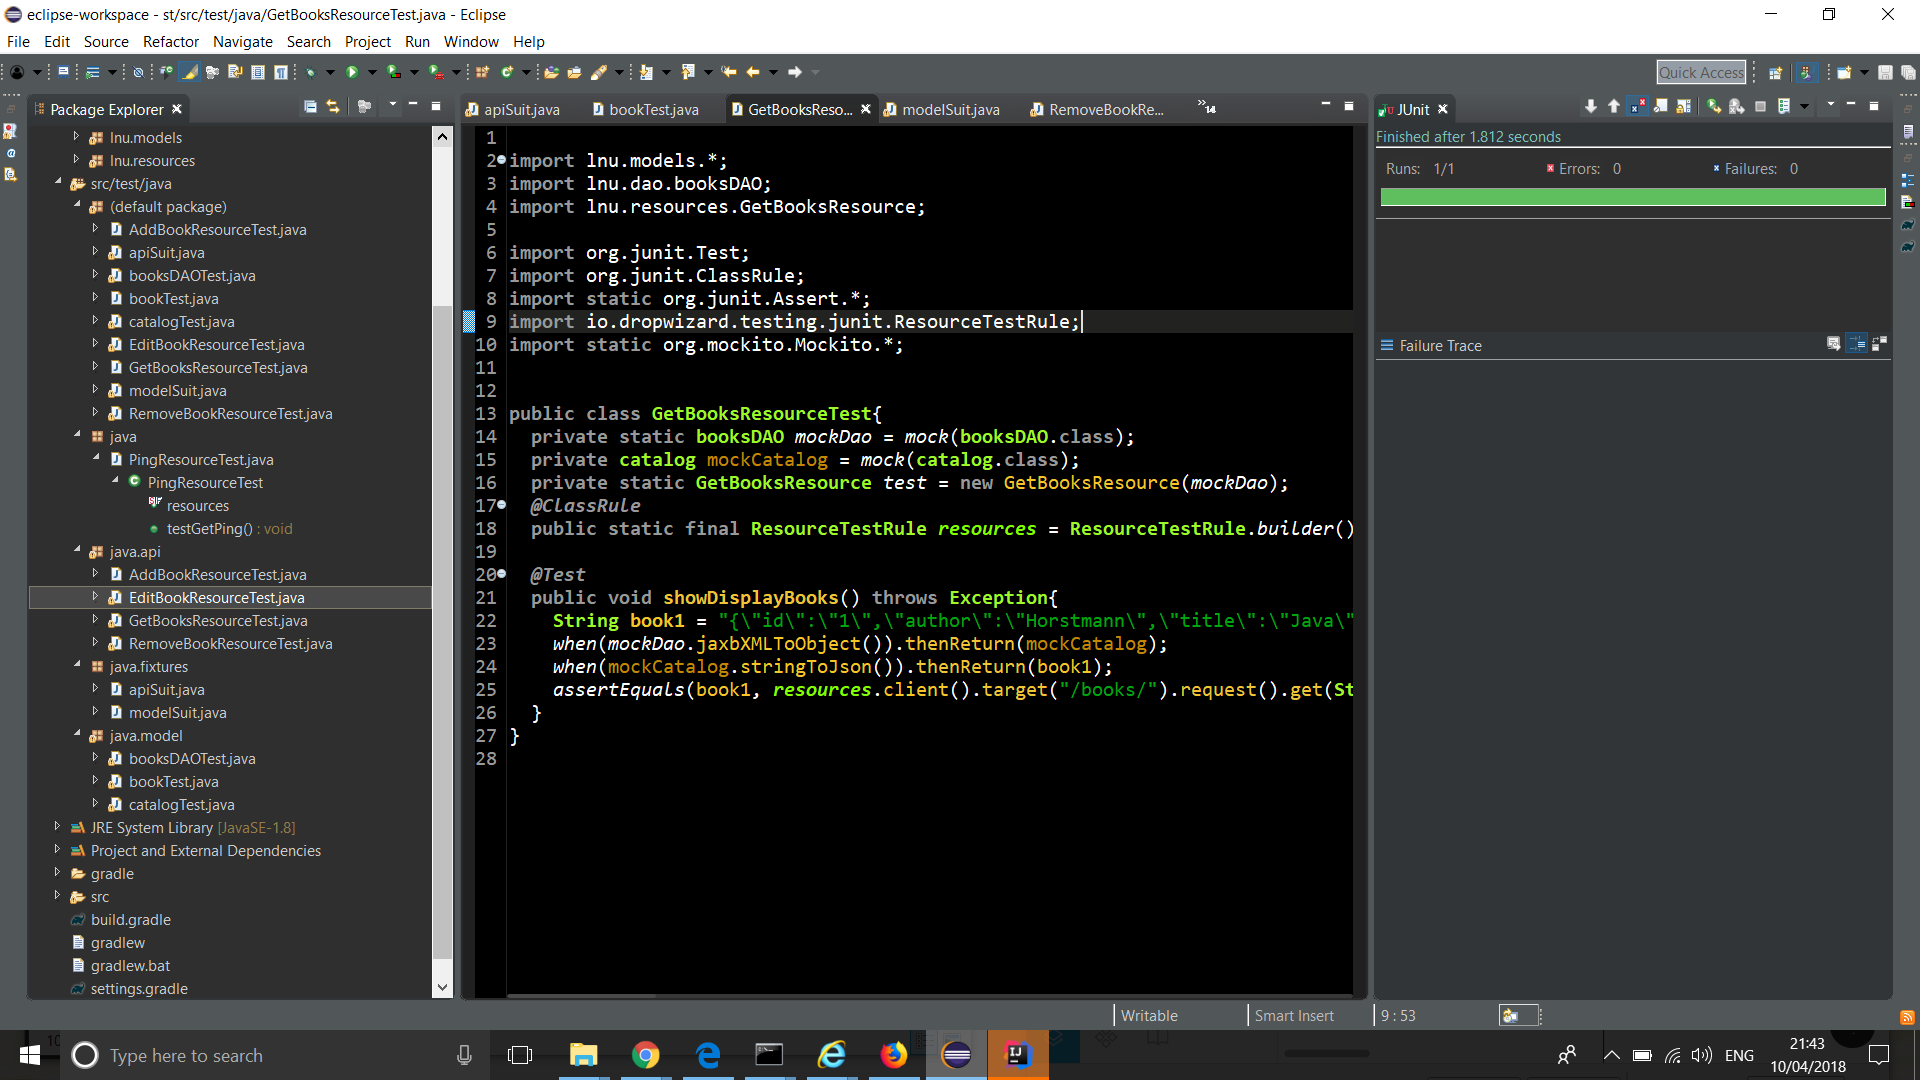 eclipse-workspace - st/src/test/java/GetBooksResourceTest.java - Eclipse
File Edit Source Refactor Navigate Search Project Run Window Help
Quick Access
Package Explorer
lnu.models
lnu.resources
src/test/java
(default package)
AddBookResourceTest.java
apiSuit.java
booksDAOTest.java
bookTest.java
catalogTest.java
EditBookResourceTest.java
GetBooksResourceTest.java
modelSuit.java
RemoveBookResourceTest.java
java
PingResourceTest.java
PingResourceTest
resources
testGetPing() : void
java.api
AddBookResourceTest.java
EditBookResourceTest.java
GetBooksResourceTest.java
RemoveBookResourceTest.java
java.fixtures
apiSuit.java
modelSuit.java
java.model
booksDAOTest.java
bookTest.java
catalogTest.java
JRE System Library [JavaSE-1.8]
Project and External Dependencies
gradle
src
build.gradle
gradlew
gradlew.bat
settings.gradle
apiSuit.java bookTest.java GetBooksReso... modelSuit.java RemoveBookRe... »14
1
2 import lnu.models.*;
3 import lnu.dao.booksDAO;
4 import lnu.resources.GetBooksResource;
5
6 import org.junit.Test;
7 import org.junit.ClassRule;
8 import static org.junit.Assert.*;
9 import io.dropwizard.testing.junit.ResourceTestRule;
10 import static org.mockito.Mockito.*;
11
12
13 public class GetBooksResourceTest{
14 private static booksDAO mockDao = mock(booksDAO.class);
15 private catalog mockCatalog = mock(catalog.class);
16 private static GetBooksResource test = new GetBooksResource(mockDao);
17 @ClassRule
18 public static final ResourceTestRule resources = ResourceTestRule.builder()
19
20 @Test
21 public void showDisplayBooks() throws Exception{
22 String book1 = "{\"id\":\"1\",\"author\":\"Horstmann\",\"title\":\"Java\"
23 when(mockDao.jaxbXMLToObject()).thenReturn(mockCatalog);
24 when(mockCatalog.stringToJson()).thenReturn(book1);
25 assertEquals(book1, resources.client().target("/books/").request().get(St
26 }
27 }
28
JUnit
Finished after 1.812 seconds
Runs: 1/1 Errors: 0 Failures: 0
Failure Trace
Writable Smart Insert 9 : 53
Type here to search
ENG
21:43
10/04/2018